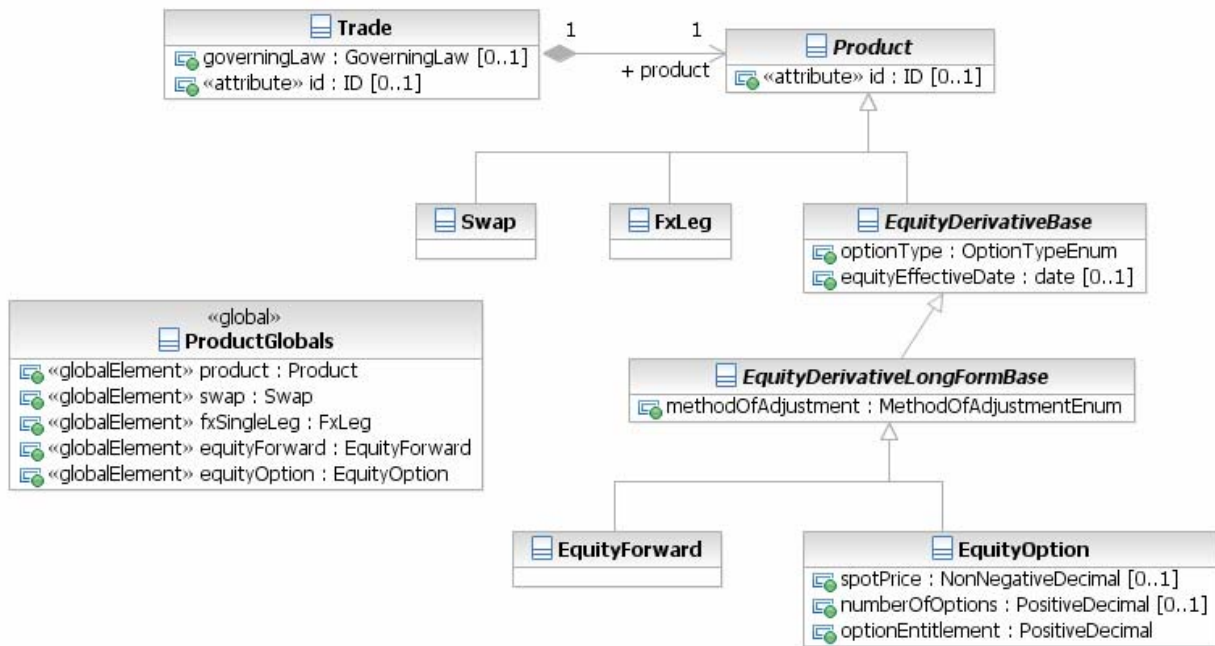 Trade
governingLaw : GoverningLaw [0..1]
«attribute» id : ID [0..1]
1
1
+ product
Product
«attribute» id : ID [0..1]
Swap
FxLeg
EquityDerivativeBase
optionType : OptionTypeEnum
equityEffectiveDate : date [0..1]
«global»
ProductGlobals
«globalElement» product : Product
«globalElement» swap : Swap
«globalElement» fxSingleLeg : FxLeg
«globalElement» equityForward : EquityForward
«globalElement» equityOption : EquityOption
EquityDerivativeLongFormBase
methodOfAdjustment : MethodOfAdjustmentEnum
EquityForward
EquityOption
spotPrice : NonNegativeDecimal [0..1]
numberOfOptions : PositiveDecimal [0..1]
optionEntitlement : PositiveDecimal